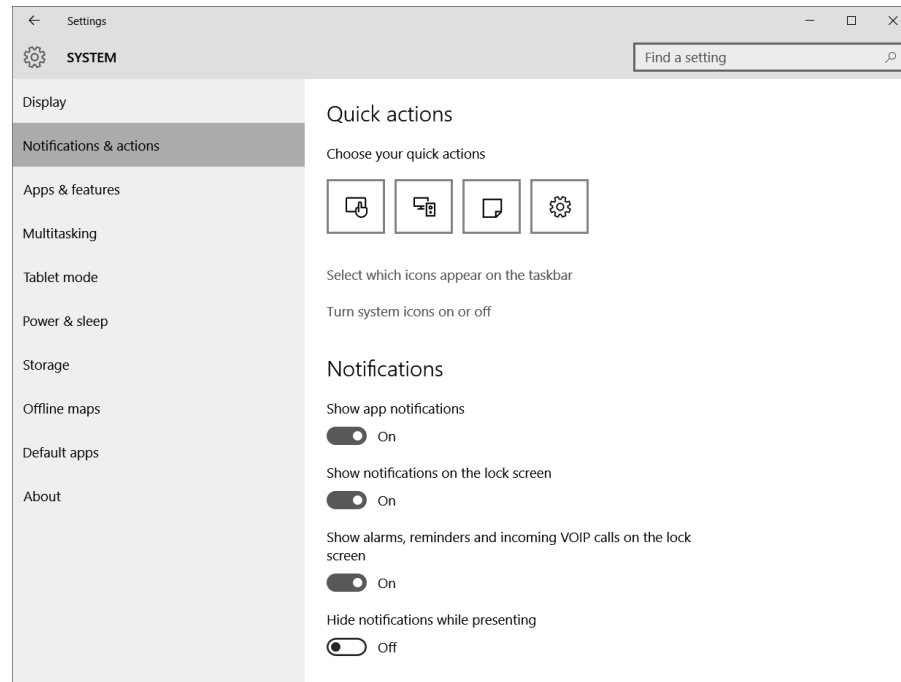 Settings
SYSTEM
Find a setting
Display
Notifications & actions
Apps & features
Multitasking
Tablet mode
Power & sleep
Storage
Offline maps
Default apps
About
Quick actions
Choose your quick actions
Select which icons appear on the taskbar
Turn system icons on or off
Notifications
Show app notifications
On
Show notifications on the lock screen
On
Show alarms, reminders and incoming VOIP calls on the lock
screen
On
Hide notifications while presenting
Off